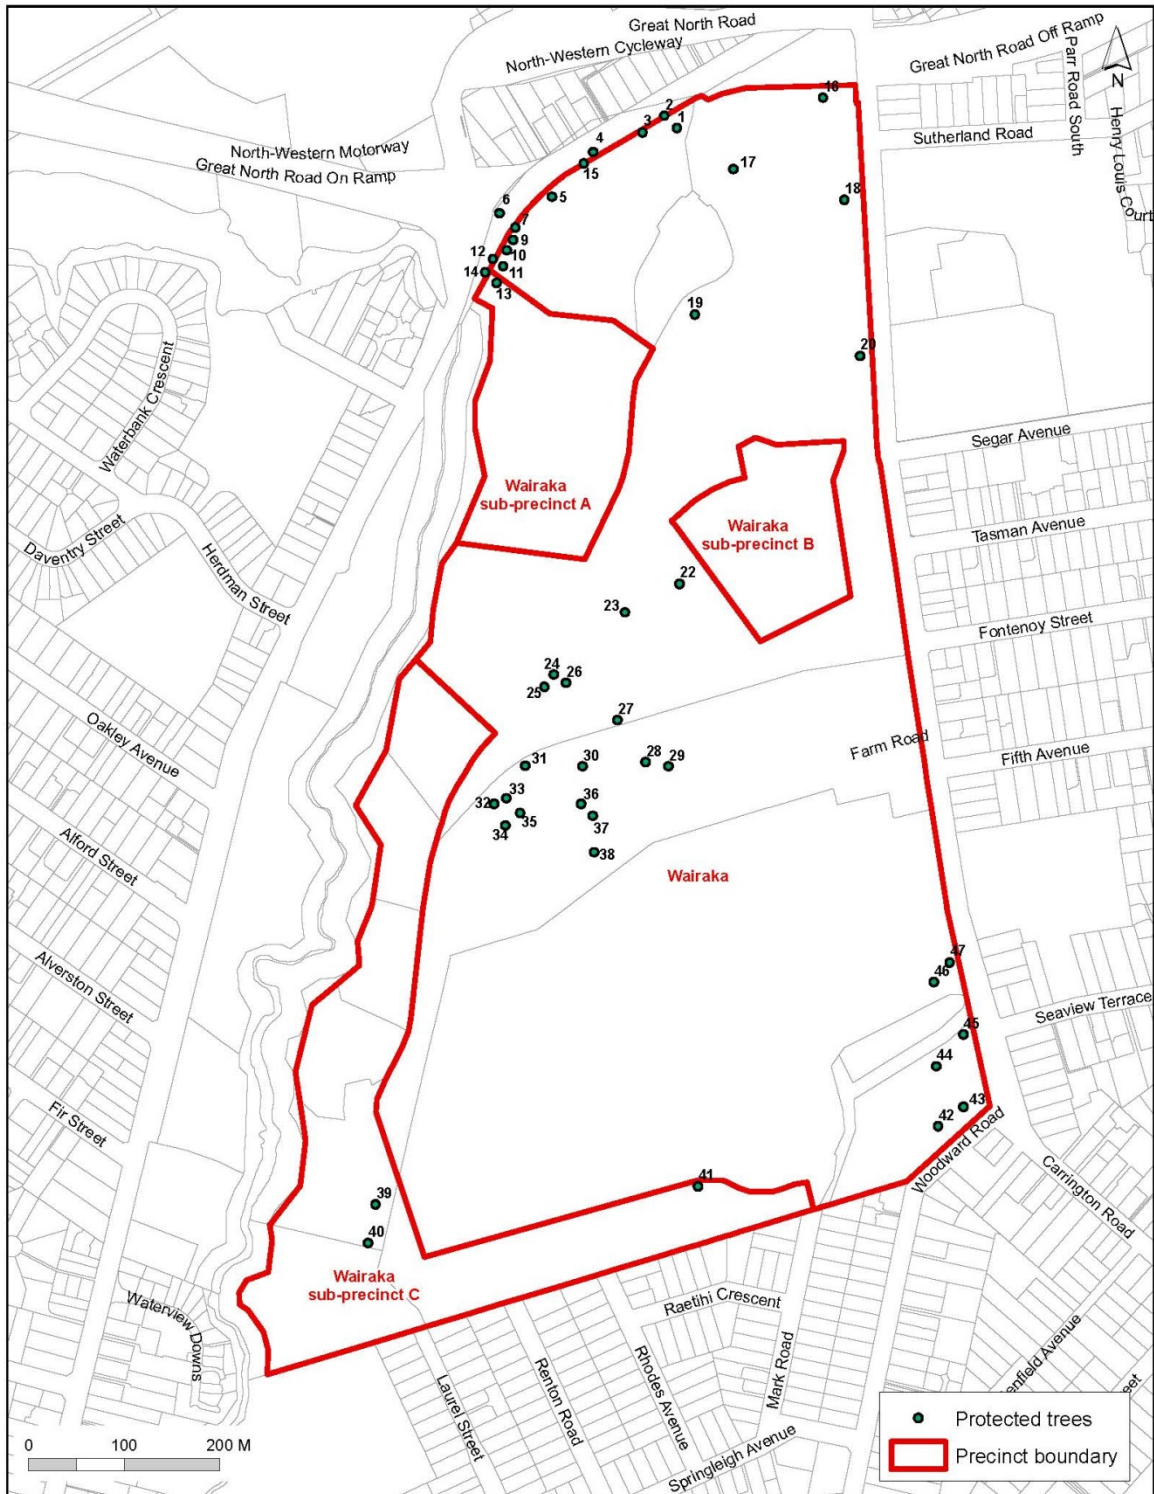 Great North Road
North-Western Cycleway
Great North Road Off Ramp
Parr Road South
N
Henry Louis Court
Sutherland Road
North-Western Motorway
Great North Road On Ramp
16
2
1
3
4
15
17
5
18
6
7
9
10
12
11
14
13
19
20
Waterbank Crescent
Segar Avenue
Wairaka
sub-precinct A
Wairaka
sub-precinct B
Tasman Avenue
Daventry Street
Herdman Street
22
23
Fontenoy Street
24
26
25
27
Oakley Avenue
Farm Road
Fifth Avenue
31
30
28
29
32
33
36
35
34
37
38
Alford Street
Wairaka
Alverston Street
47
46
Seaview Terrace
45
44
43
42
Fir Street
Woodward Road
Carrington Road
41
39
40
Wairaka
sub-precinct C
Waterview Downs
Raetihi Crescent
Laurel Street
Renton Road
Rhodes Avenue
Mark Road
enfield Avenue
Springleigh Avenue
treet
Protected trees
Precinct boundary
0 100 200 M